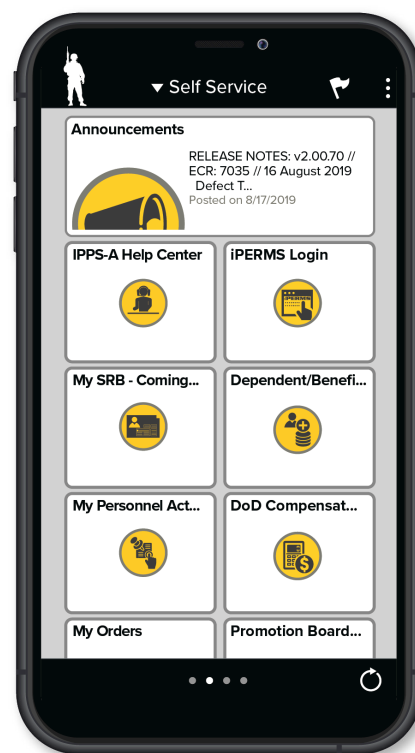 Self Service
Announcements
RELEASE NOTES: v2.00.70 //
ECR: 7035 // 16 August 2019
Defect T...
Posted on 8/17/2019
IPPS-A Help Center
iPERMS Login
iPERMS
My SRB - Coming...
Dependent/Benefi...
My Personnel Act...
DoD Compensat...
My Orders
Promotion Board...